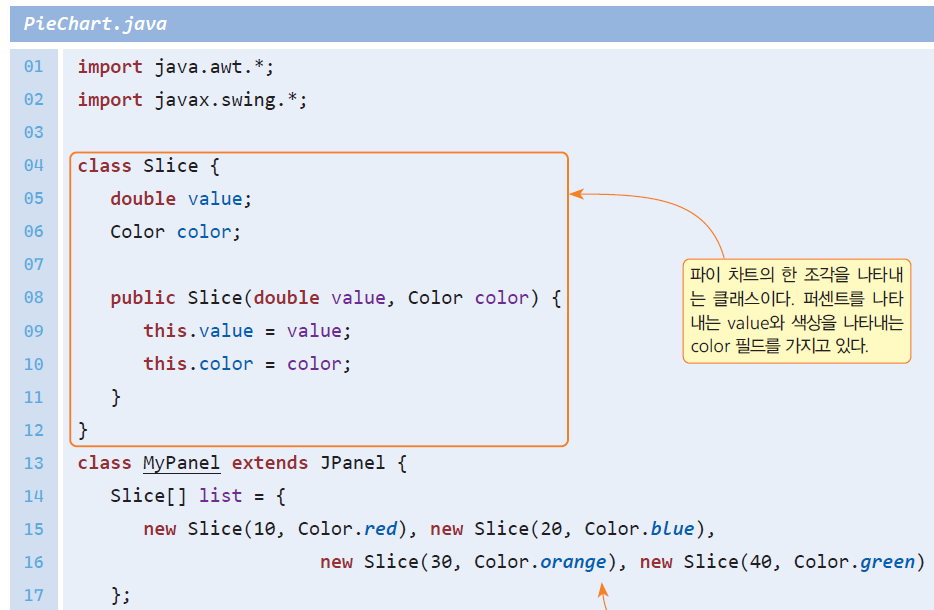 PieChart.java
01 import java.awt.*;
02 import javax.swing.*;
03
04 class Slice {
05    double value;
06    Color color;
07
08    public Slice(double value, Color color) {
09       this.value = value;
10       this.color = color;
11    }
12 }
파이 차트의 한 조각을 나타내
는 클래스이다. 퍼센트를 나타
내는 value와 색상을 나타내는
color 필드를 가지고 있다.
13 class MyPanel extends JPanel {
14    Slice[] list = {
15       new Slice(10, Color.red), new Slice(20, Color.blue),
16                       new Slice(30, Color.orange), new Slice(40, Color.green)
17    };